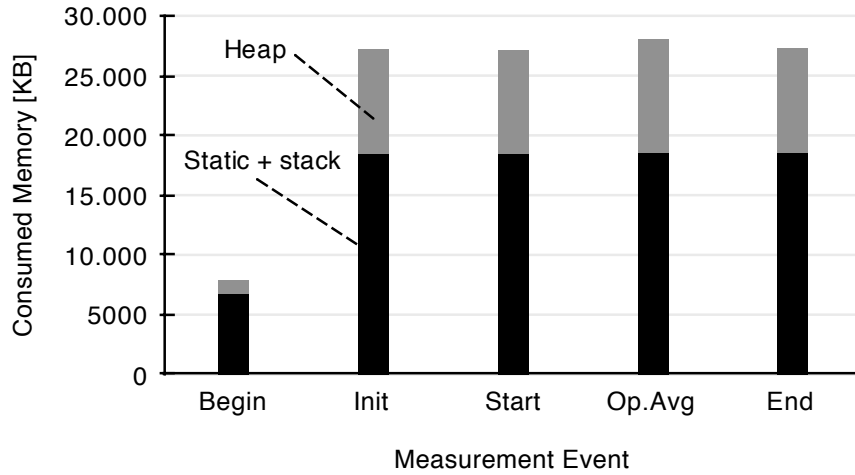 30.000
25.000
20.000
15.000
10.000
5000
0
Consumed Memory [KB]
Heap
Static + stack
Begin Init Start Op.Avg End
Measurement Event